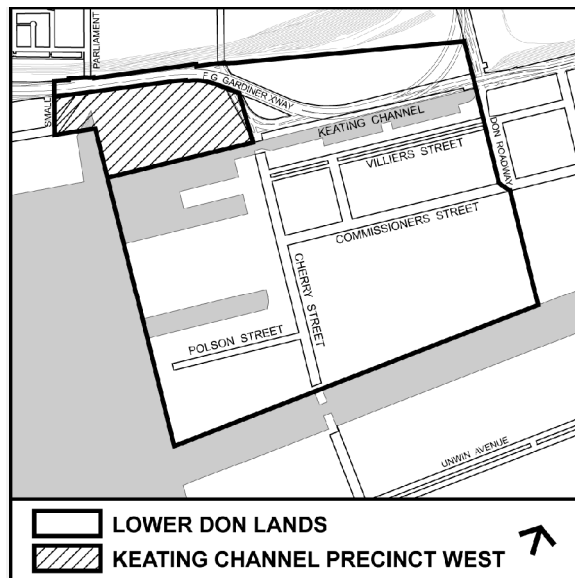 PARLIAMENT
SMALL
F.G. GARDINER XWAY
KEATING CHANNEL
VILLIERS STREET
DON ROADWAY
COMMISSIONERS STREET
CHERRY STREET
POLSON STREET
UNWIN AVENUE
LOWER DON LANDS
KEATING CHANNEL PRECINCT WEST